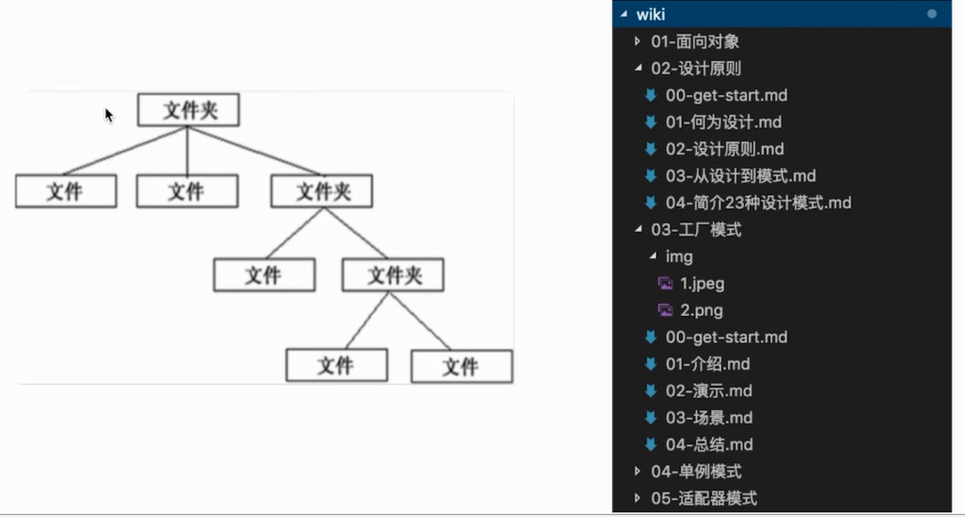 文件夹
文件 文件 文件夹
文件 文件夹
文件 文件
wiki
01-面向对象
02-设计原则
00-get-start.md
01-何为设计.md
02-设计原则.md
03-从设计到模式.md
04-简介23种设计模式.md
03-工厂模式
img
1.jpeg
2.png
00-get-start.md
01-介绍.md
02-演示.md
03-场景.md
04-总结.md
04-单例模式
05-适配器模式